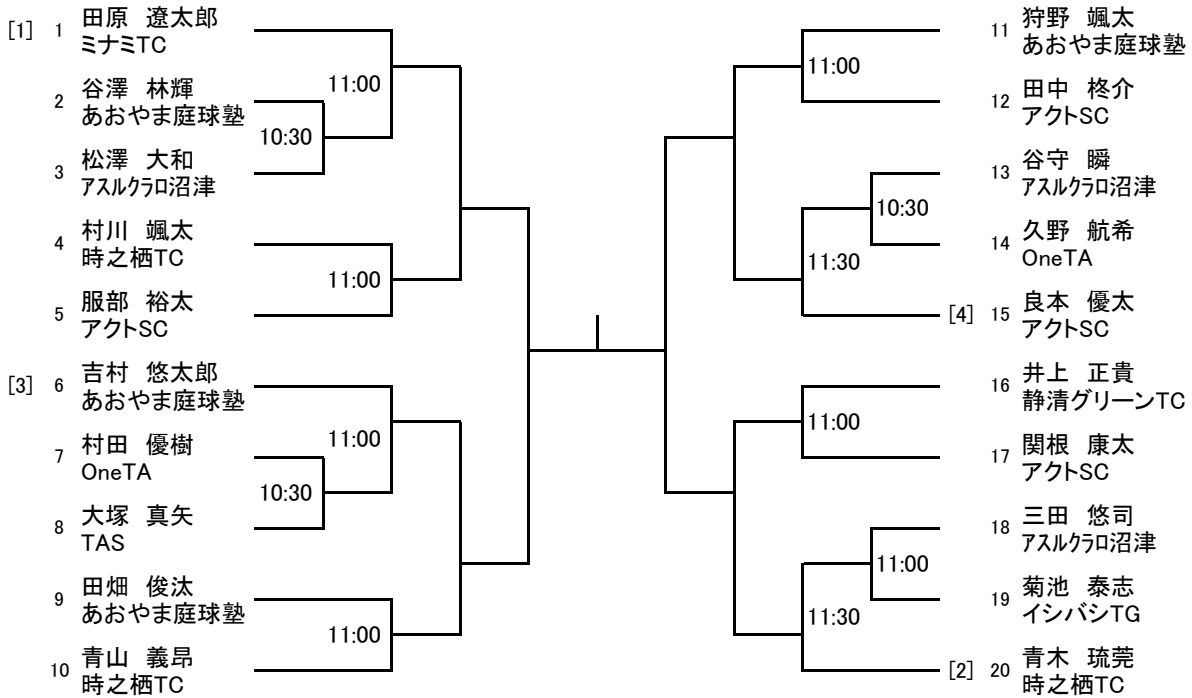 [1] 1 田原 遼太郎
ミナミTC
2 谷澤 林輝
あおやま庭球塾
3 松澤 大和
アスルクラロ沼津
4 村川 颯太
時之栖TC
5 服部 裕太
アクトSC
[3] 6 吉村 悠太郎
あおやま庭球塾
7 村田 優樹
OneTA
8 大塚 真矢
TAS
9 田畑 俊汰
あおやま庭球塾
10 青山 義昂
時之栖TC
11:00
10:30
11:00
11:00
10:30
11:00
11 狩野 颯太
あおやま庭球塾
12 田中 柊介
アクトSC
13 谷守 瞬
アスルクラロ沼津
14 久野 航希
OneTA
[4] 15 良本 優太
アクトSC
16 井上 正貴
静清グリーンTC
17 関根 康太
アクトSC
18 三田 悠司
アスルクラロ沼津
19 菊池 泰志
イシバシTG
[2] 20 青木 琉莞
時之栖TC
11:00
10:30
11:30
11:00
11:00
11:30